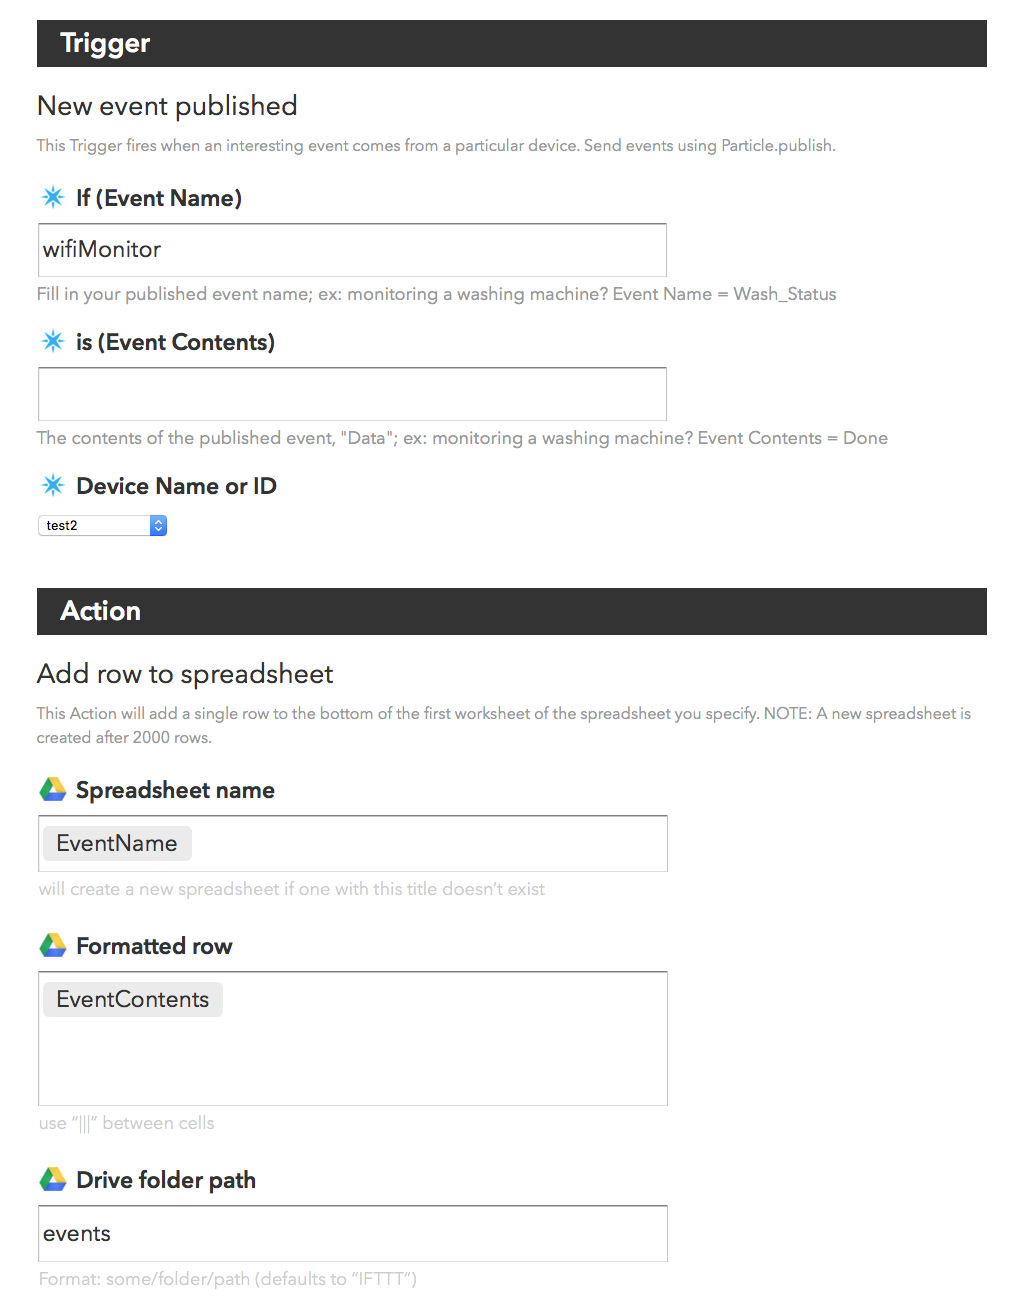 Trigger
New event published
This Trigger fires when an interesting event comes from a particular device. Send events using Particle.publish.
If (Event Name)
wifiMonitor
Fill in your published event name; ex: monitoring a washing machine? Event Name = Wash_Status
is (Event Contents)
The contents of the published event, "Data"; ex: monitoring a washing machine? Event Contents = Done
Device Name or ID
test2
Action
Add row to spreadsheet
This Action will add a single row to the bottom of the first worksheet of the spreadsheet you specify. NOTE: A new spreadsheet is
created after 2000 rows.
Spreadsheet name
EventName
will create a new spreadsheet if one with this title doesn’t exist
Formatted row
EventContents
use “|||” between cells
Drive folder path
events
Format: some/folder/path (defaults to “IFTTT”)